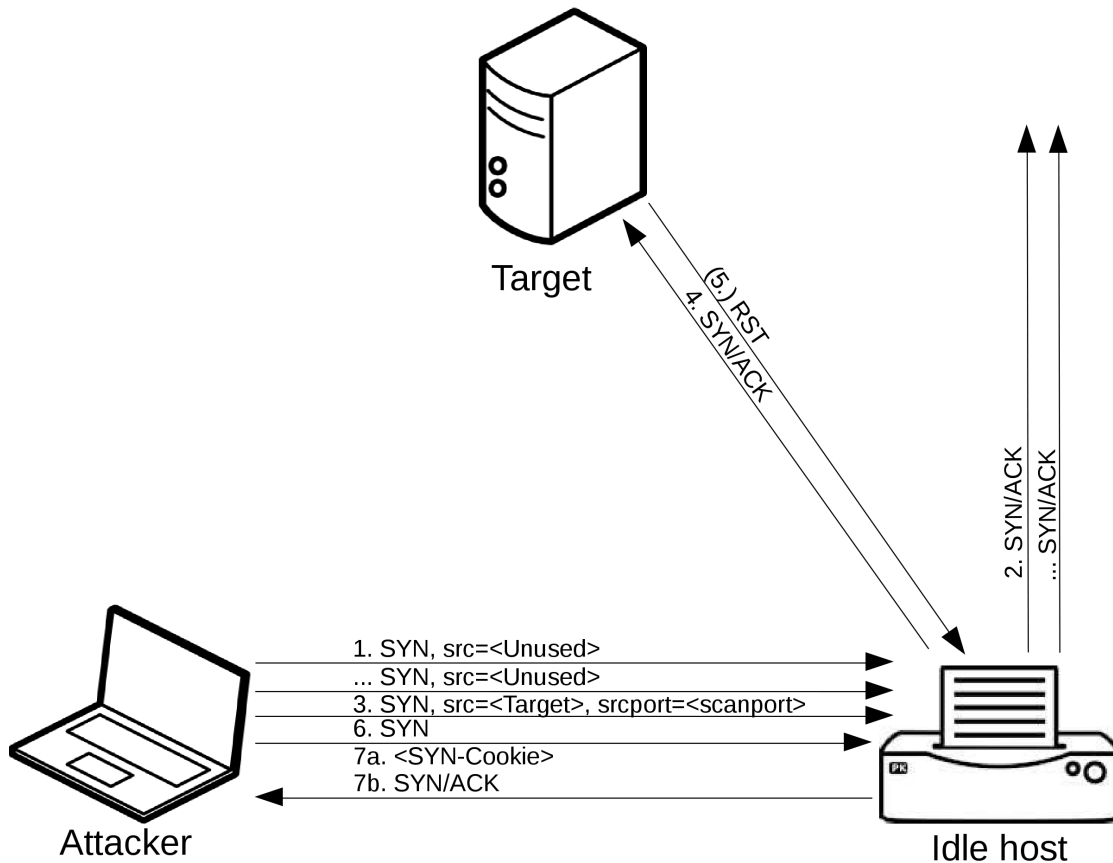 Target
(5.) RST
4. SYN/ACK
2. SYN/ACK
... SYN/ACK
1. SYN, src=<Unused>
... SYN, src=<Unused>
3. SYN, src=<Target>, srcport=<scanport>
6. SYN
7a. <SYN-Cookie>
7b. SYN/ACK
PK
Attacker
Idle host